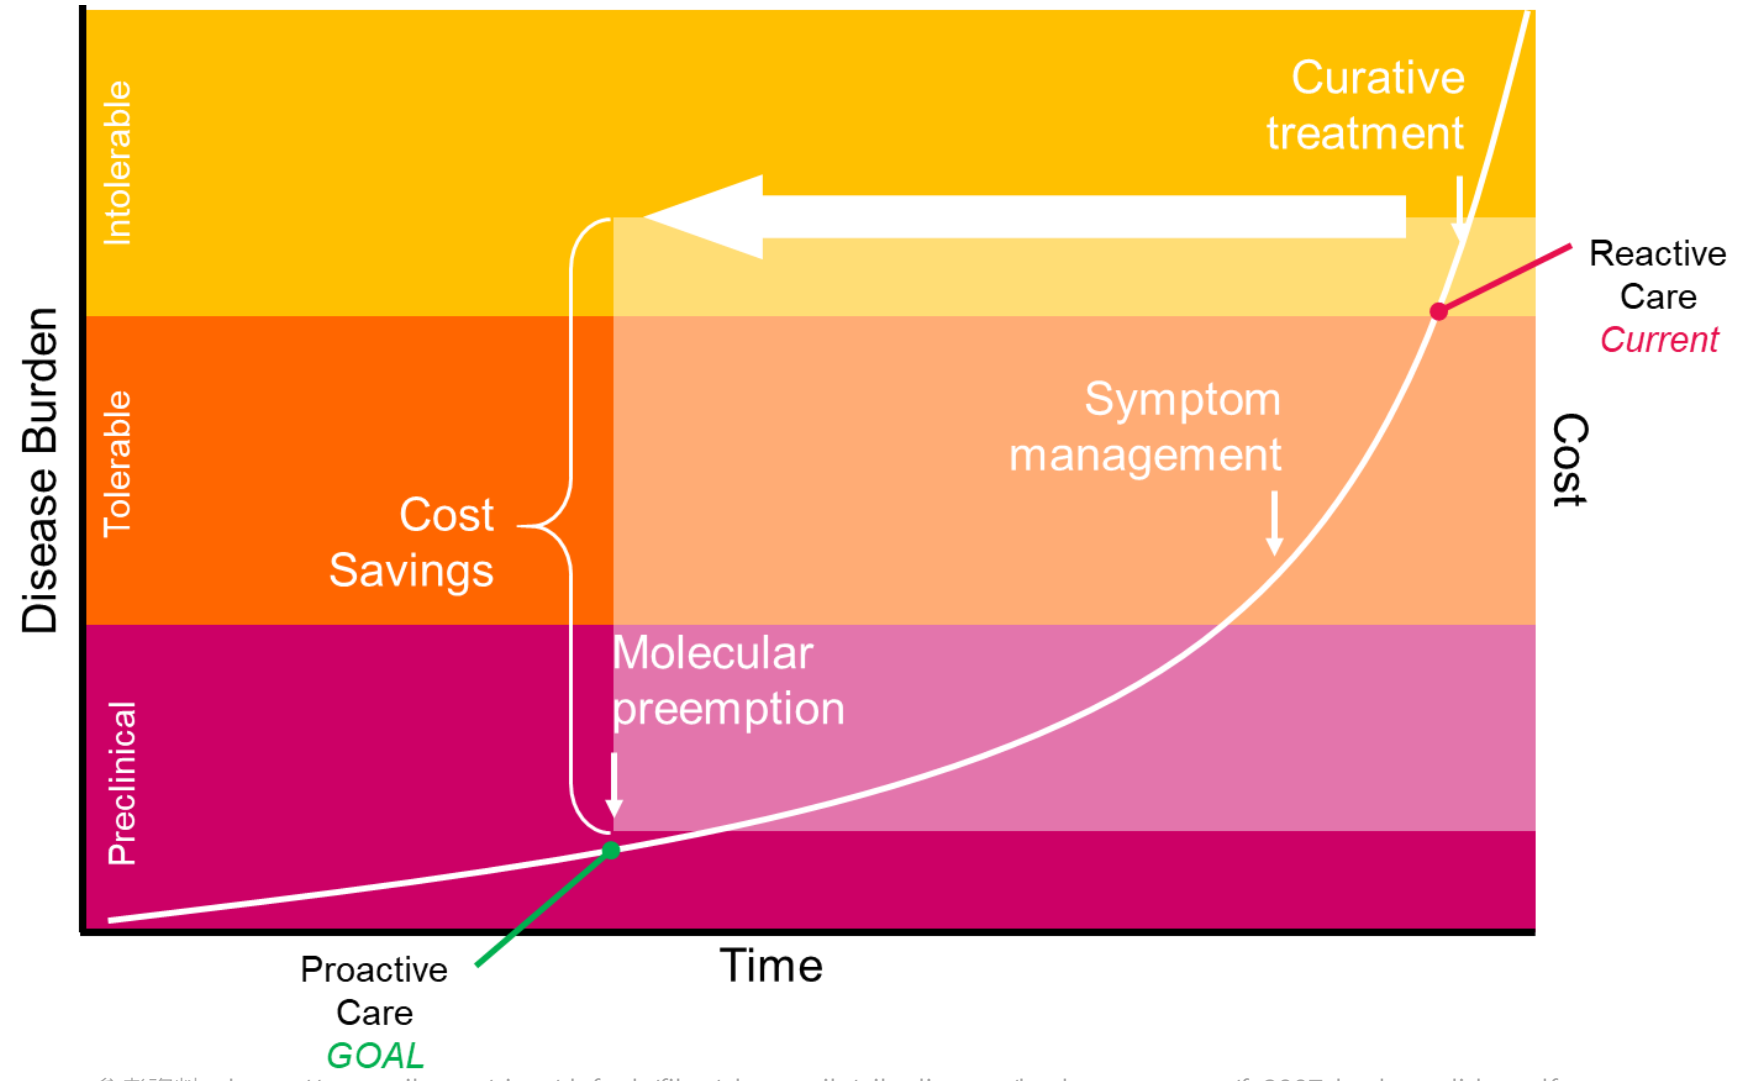 Curative
treatment
Intolerable
Reactive
Care
Current
Disease Burden
Tolerable
Symptom
management
Cost
Cost
Savings
Molecular
preemption
Preclinical
Proactive
Care
GOAL
Time